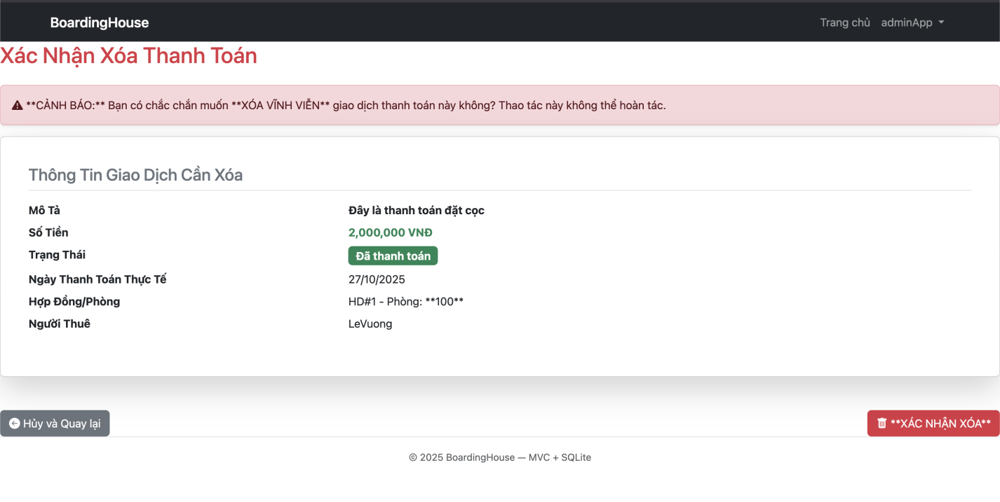 BoardingHouse Trang chủ adminApp
Xác Nhận Xóa Thanh Toán
**CẢNH BÁO:** Bạn có chắc chắn muốn **XÓA VĨNH VIỄN** giao dịch thanh toán này không? Thao tác này không thể hoàn tác.
Thông Tin Giao Dịch Cần Xóa
Mô Tả Đây là thanh toán đặt cọc
Số Tiền 2,000,000 VNĐ
Trạng Thái Đã thanh toán
Ngày Thanh Toán Thực Tế 27/10/2025
Hợp Đồng/Phòng HD#1 - Phòng: **100**
Người Thuê LeVuong
Hủy và Quay lại **XÁC NHẬN XÓA**
© 2025 BoardingHouse — MVC + SQLite